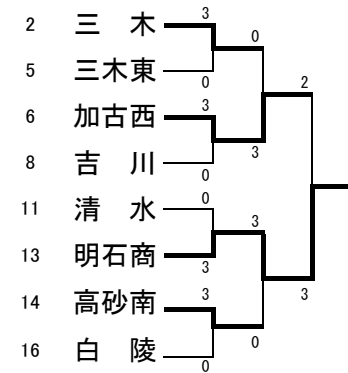 2 三 木 3
0
5 三木東 0
2
6 加古西 3
3
8 吉 川 0
11 清 水 0
3
13 明石商 3
3
14 高砂南 3
0
16 白 陵 0